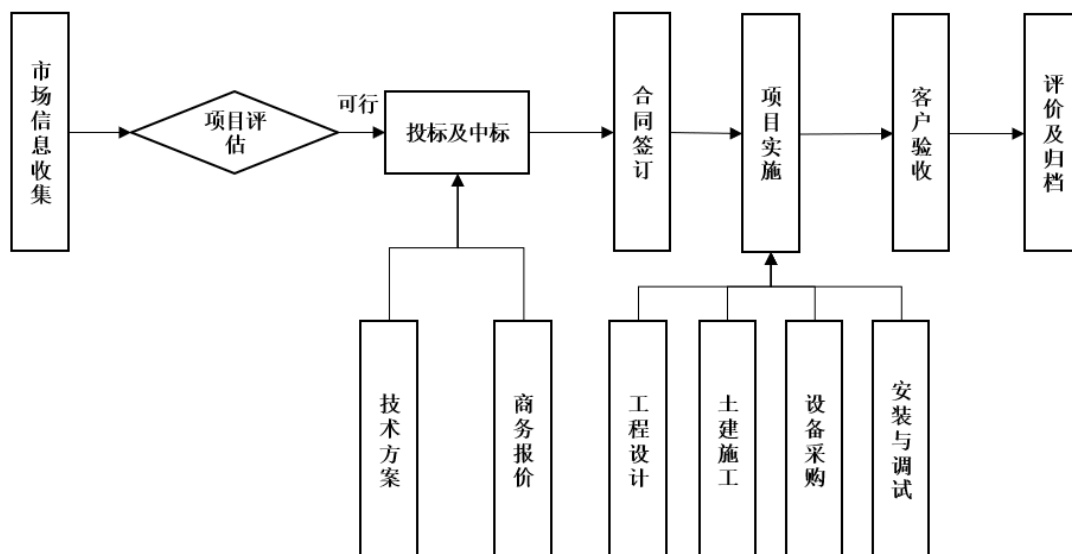 市场信息收集
项目评
估
可行
投标及中标
合同签订
项目实施
客户验收
评价及归档
技术方案
商务报价
工程设计
土建施工
设备采购
安装与调试